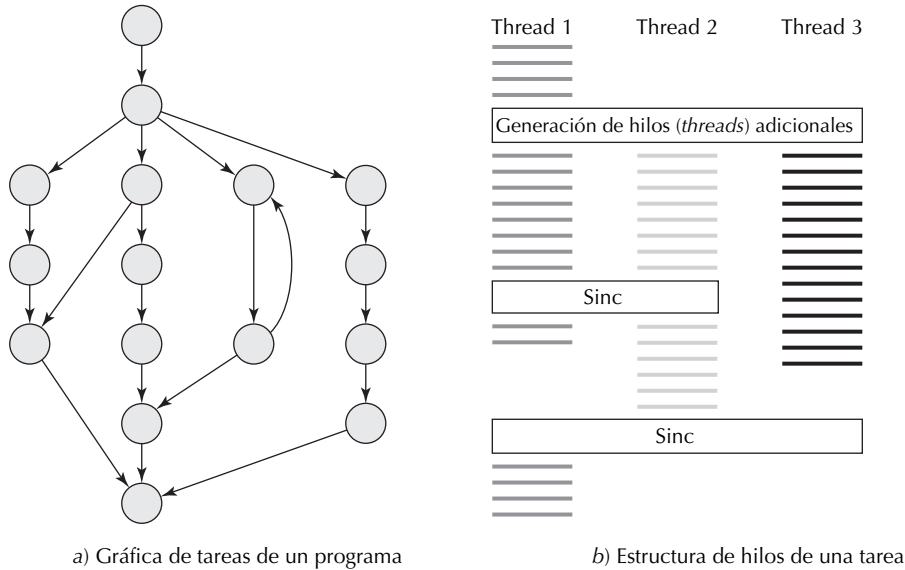 Thread 1 Thread 2 Thread 3
Generación de hilos (threads) adicionales
Sinc
Sinc
a) Gráfica de tareas de un programa
b) Estructura de hilos de una tarea